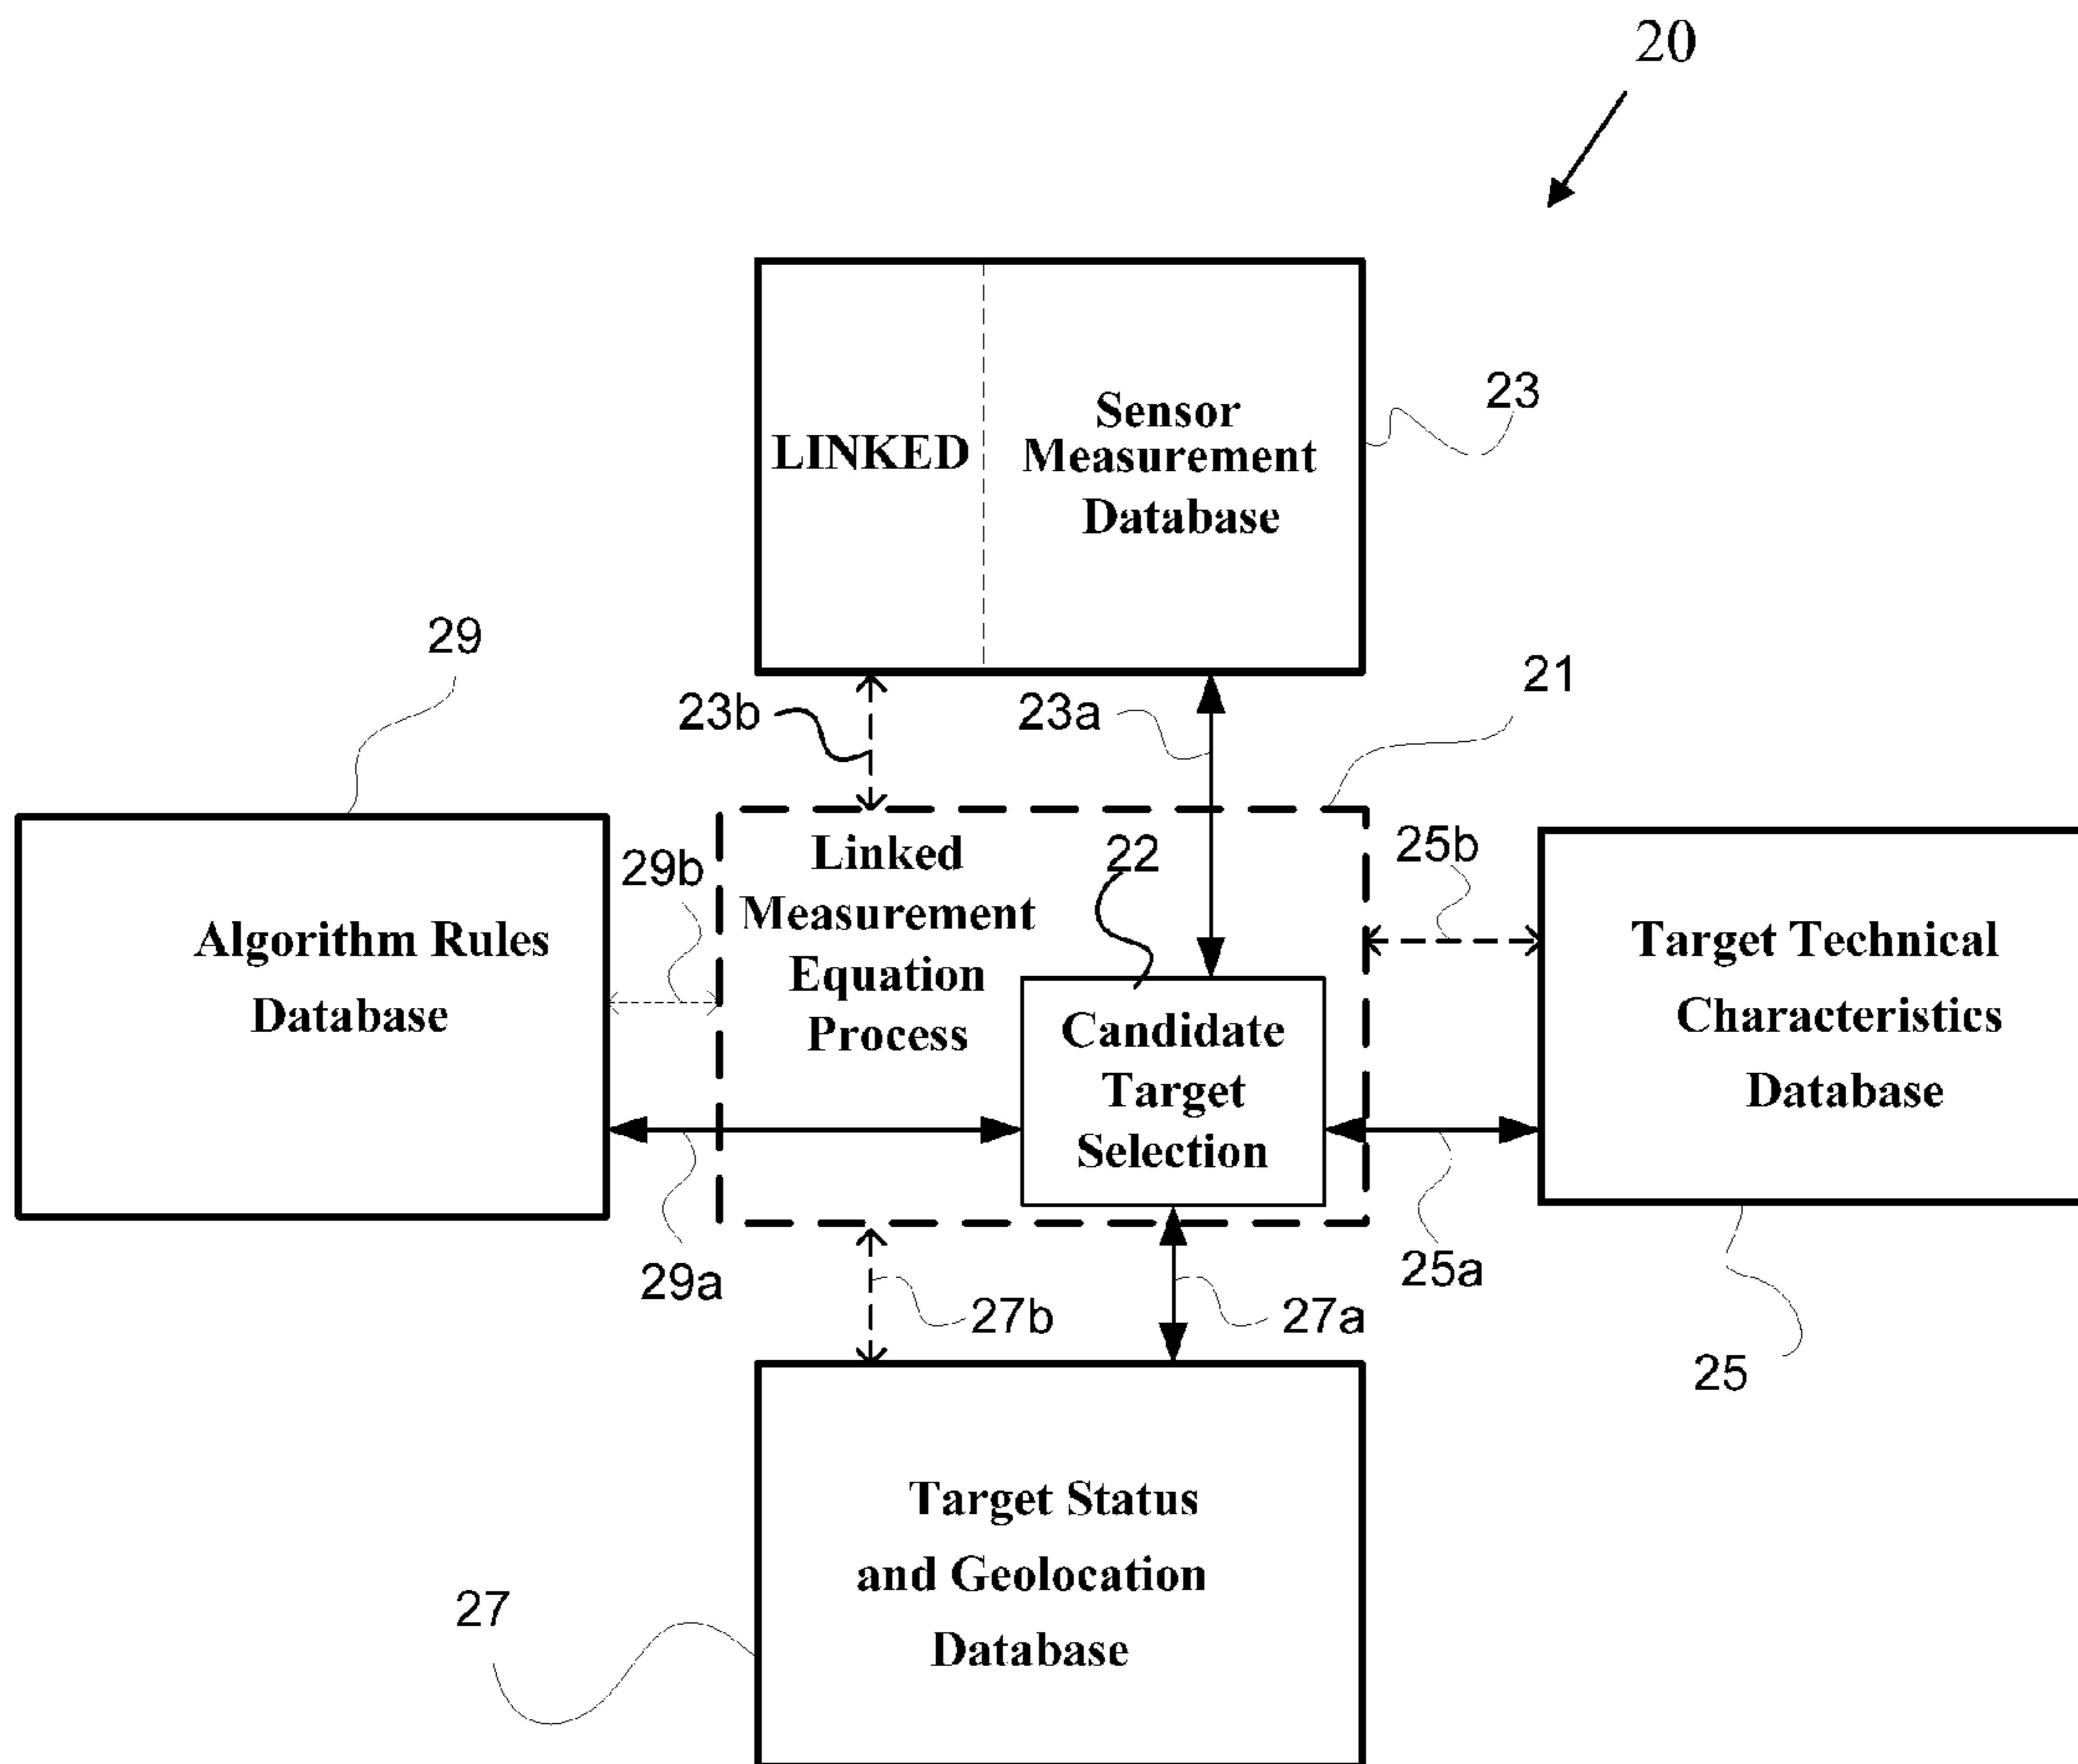 20
LINKED
Sensor
Measurement
Database
23
29
23b
23a
21
Algorithm Rules
Database
29b
Linked
Measurement
Equation
Process
22
Candidate
Target
Selection
25b
Target Technical
Characteristics
Database
29a
27b
27a
25a
25
Target Status
and Geolocation
Database
27